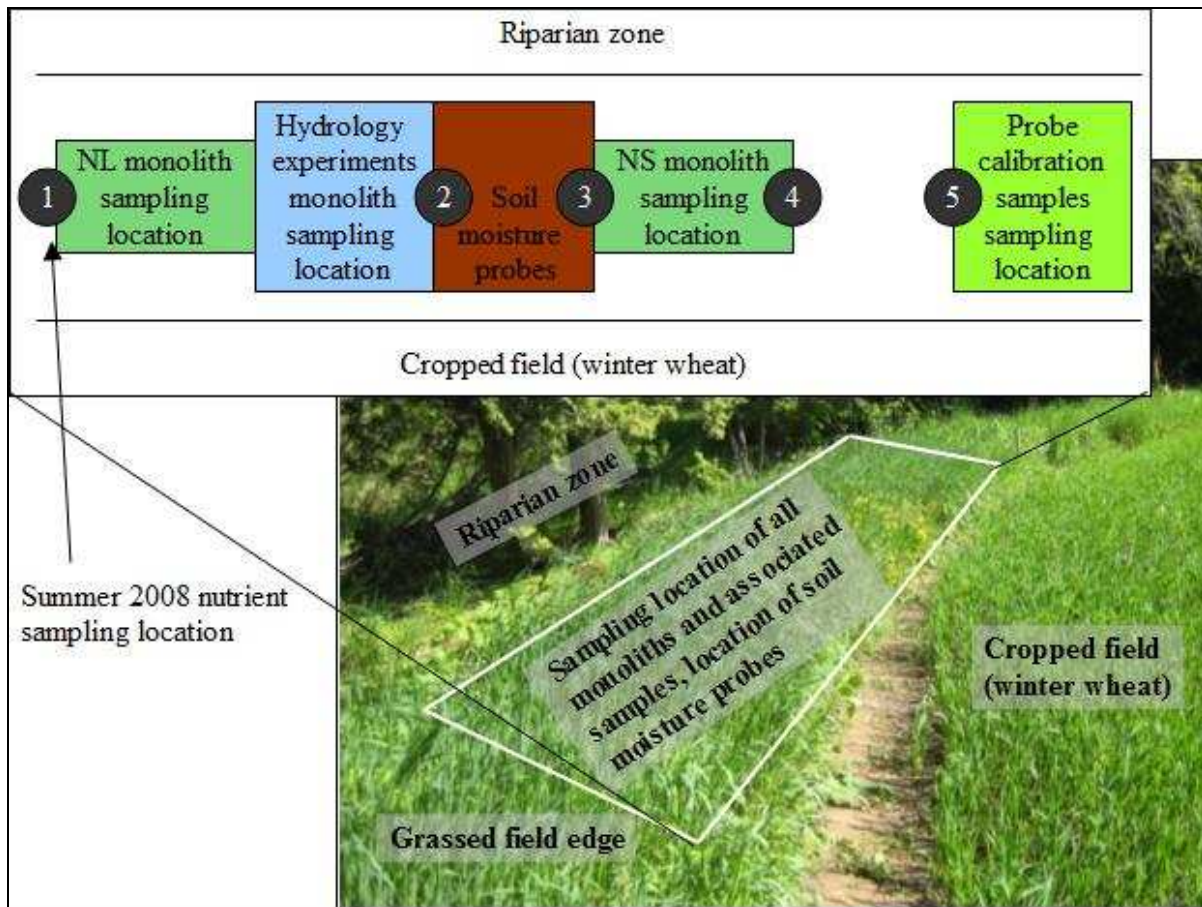 Riparian zone
1
NL monolith
sampling
location
Hydrology
experiments
monolith
sampling
location
2
Soil
moisture
probes
3
NS monolith
sampling
location
4
5
Probe
calibration
samples
sampling
location
Cropped field (winter wheat)
Summer 2008 nutrient
sampling location
Riparian zone
Sampling location of all
monoliths and associated
samples, location of soil
moisture probes
Cropped field
(winter wheat)
Grassed field edge